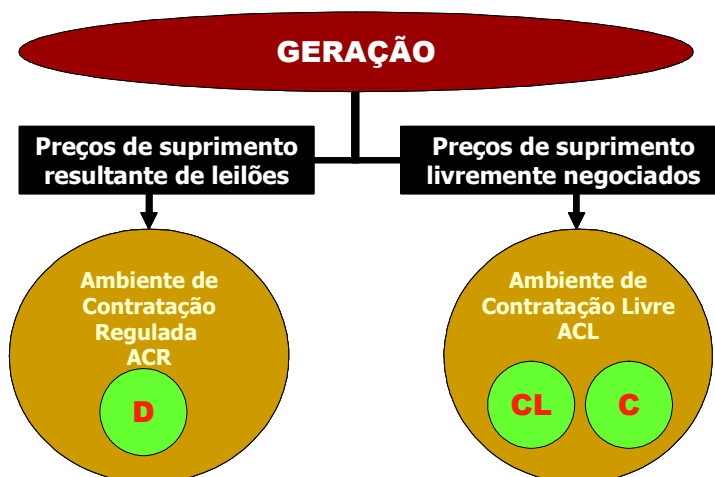 GERAÇÃO
Preços de suprimento
resultante de leilões
Preços de suprimento
livremente negociados
Ambiente de
Contratação
Regulada
ACR
D
Ambiente de
Contratação Livre
ACL
CL
C